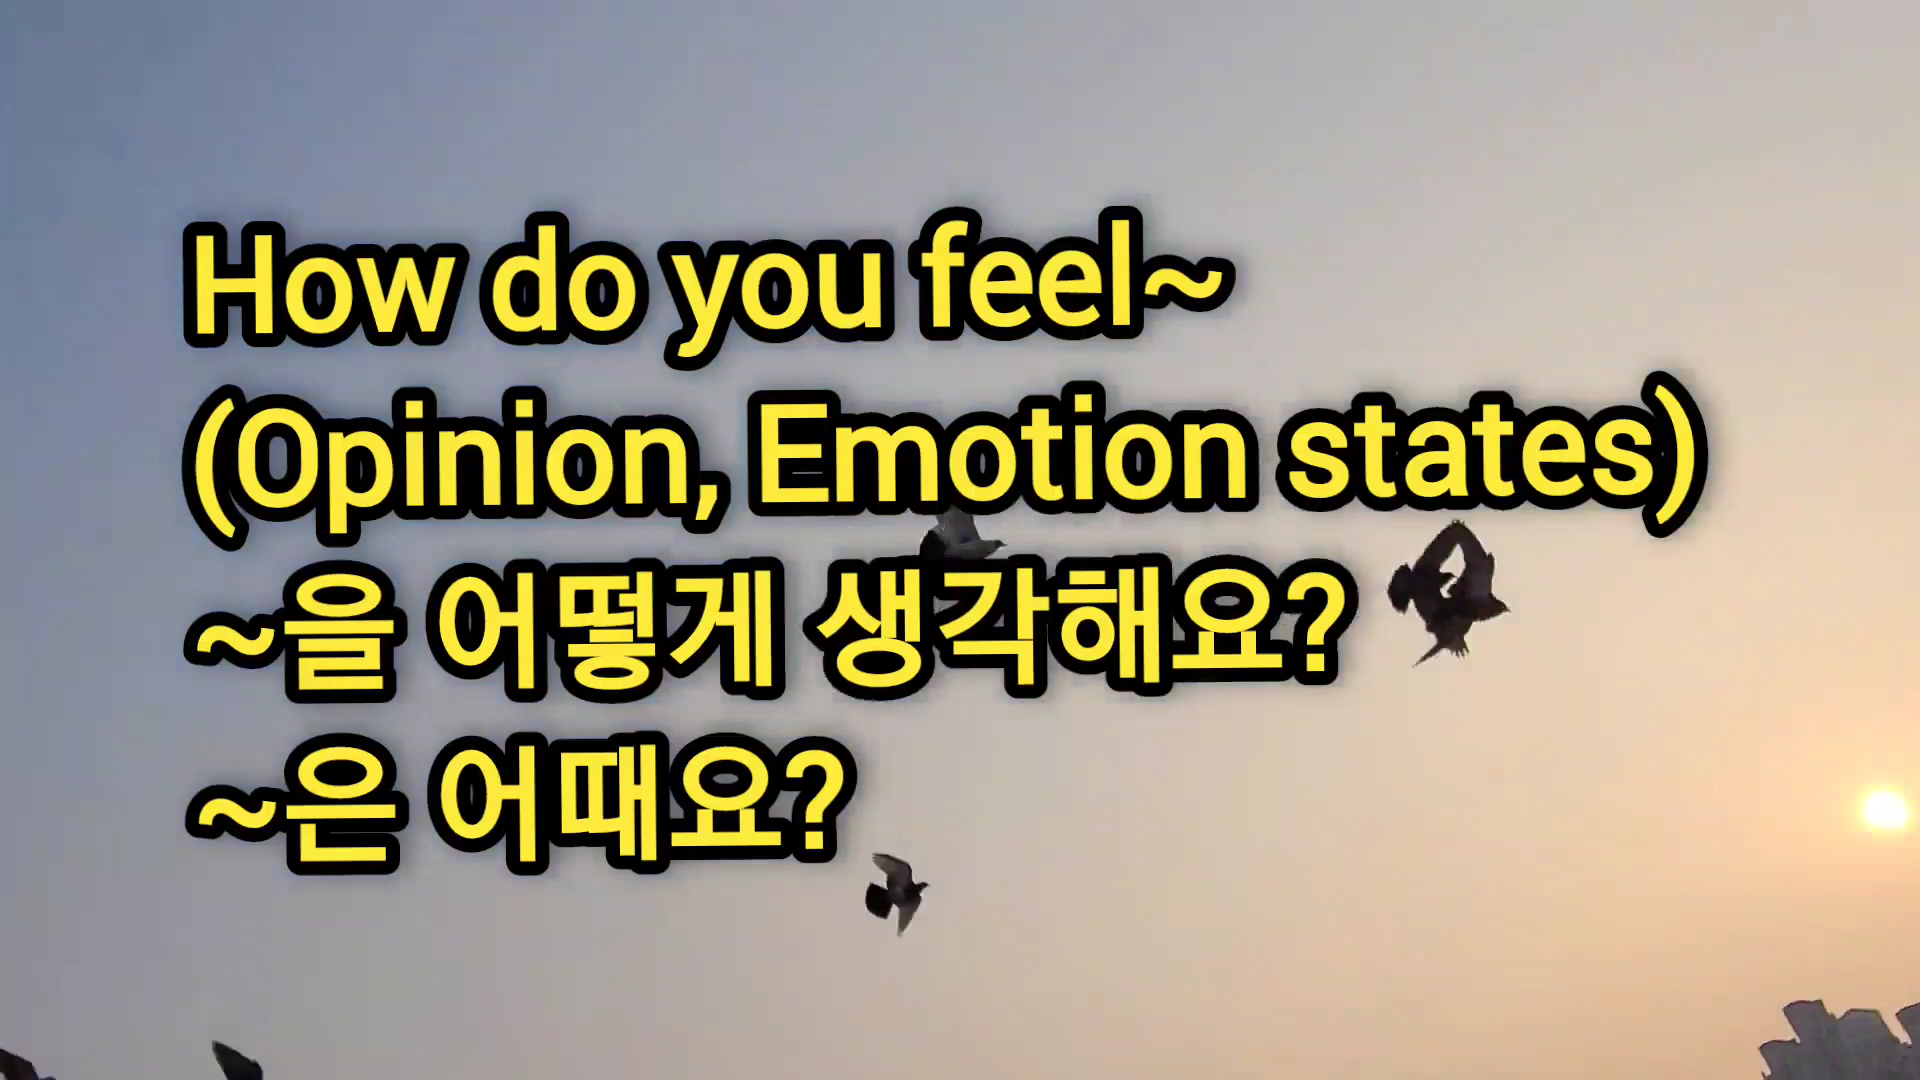 How do you feel~
(Opinion, Emotion states)
~을 어떻게 생각해요?
~은 어때요?